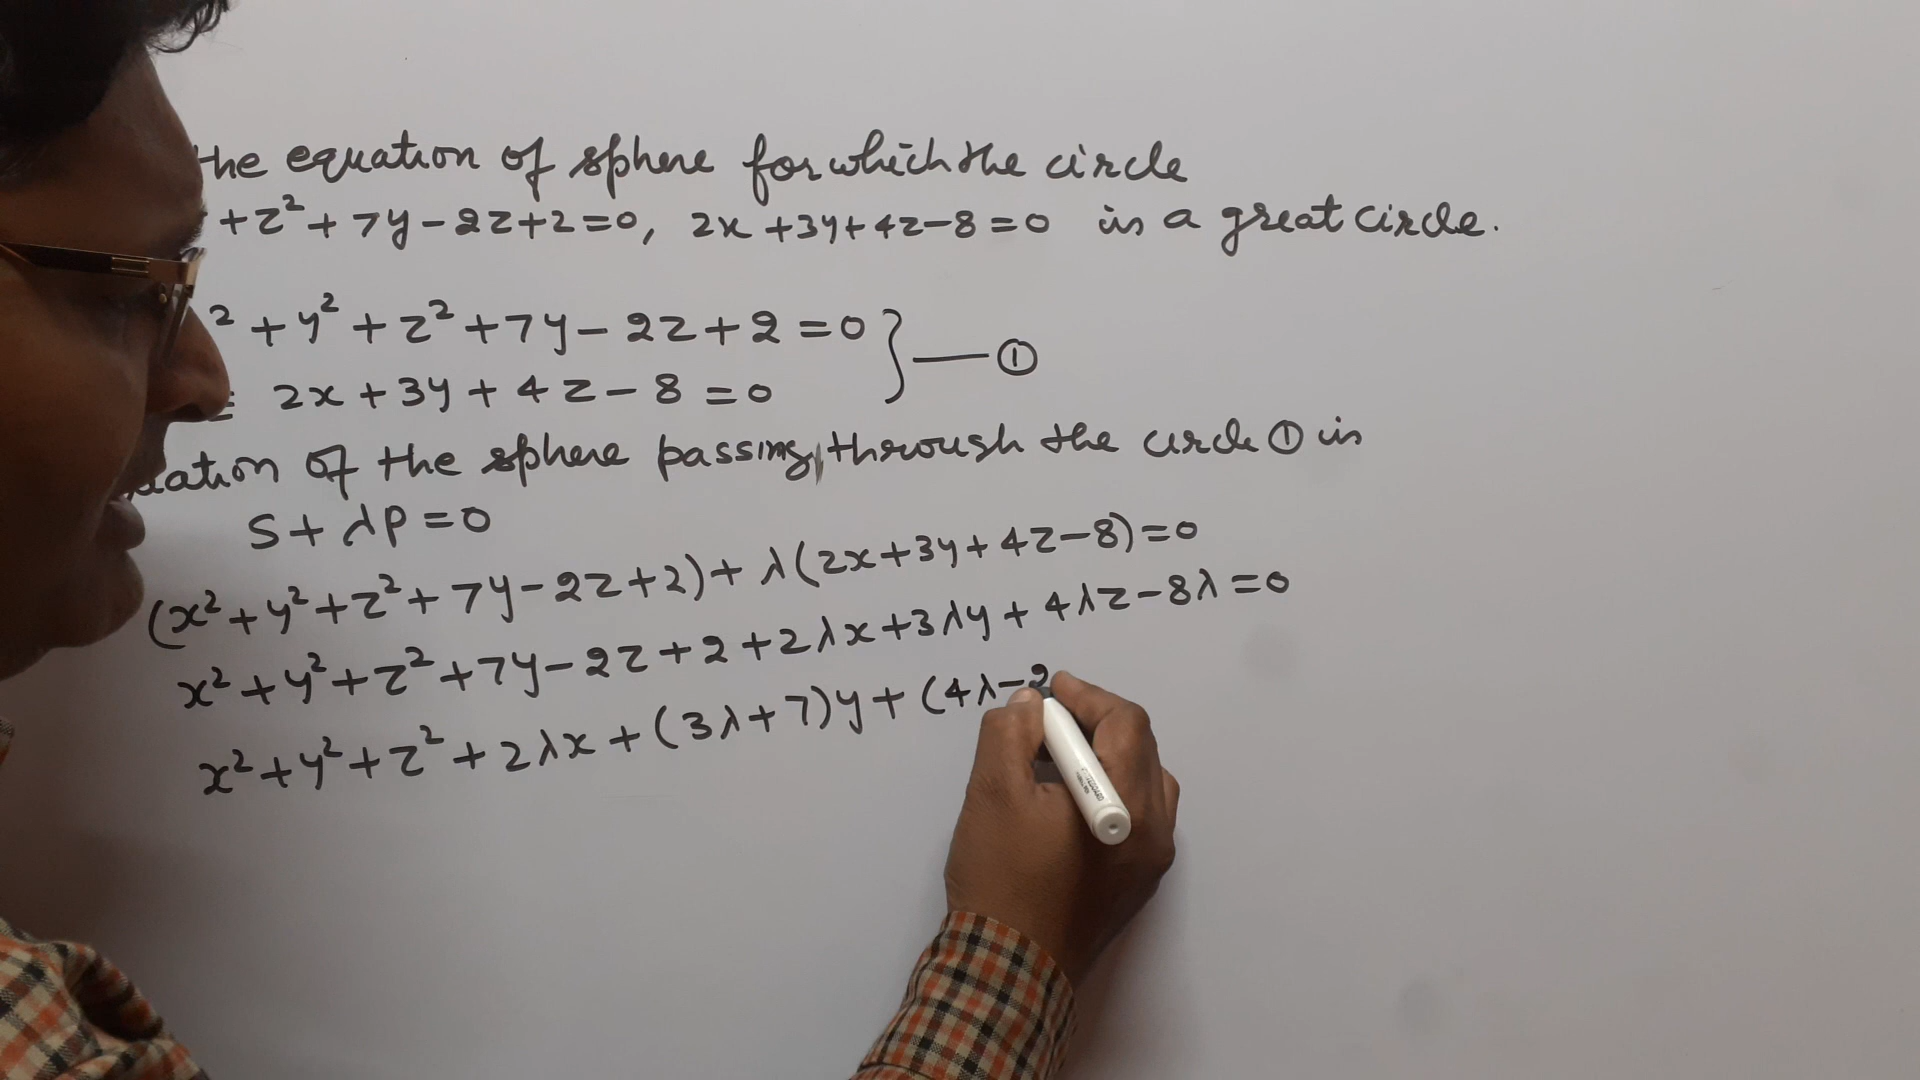 the equation of sphere for which the circle
+z²+7y-2z+2=0, 2x+3y+4z-8=0 is a great circle.
²+y²+z²+7y-2z+2=0 } — ①
≡ 2x+3y+4z-8=0
uation of the sphere passing through the circle ① is
S+λP=0
(x²+y²+z²+7y-2z+2)+λ(2x+3y+4z-8)=0
x²+y²+z²+7y-2z+2+2λx+3λy+4λz-8λ=0
x²+y²+z²+2λx+(3λ+7)y+(4λ-2